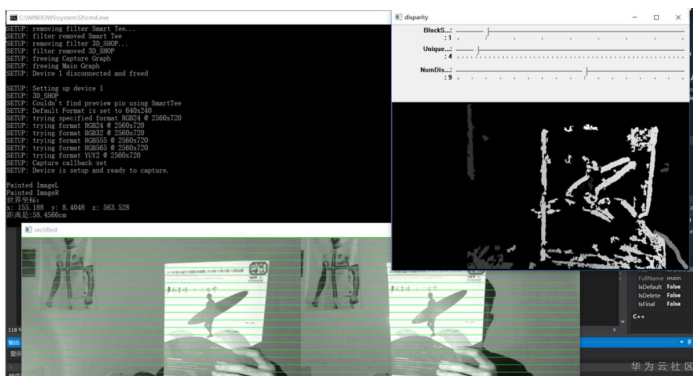 C:\WINDOWS\system32\cmd.exe
SETUP: removing filter Smart Tee...
SETUP: filter removed Smart Tee
SETUP: removing filter 3D_SHOP...
SETUP: filter removed 3D_SHOP
SETUP: freeing Capture Graph
SETUP: freeing Main Graph
SETUP: Device 1 disconnected and freed
SETUP: Setting up device 1
SETUP: 3D_SHOP
SETUP: Couldn't find preview pin using SmartTee
SETUP: Default Format is set to 640x240
SETUP: trying specified format RGB24 @ 2560x720
SETUP: trying format RGB24 @ 2560x720
SETUP: trying format RGB32 @ 2560x720
SETUP: trying format RGB555 @ 2560x720
SETUP: trying format RGB565 @ 2560x720
SETUP: trying format YUY2 @ 2560x720
SETUP: Capture callback set
SETUP: Device is setup and ready to capture.
Painted ImageL
Painted ImageR
世界坐标:
x: 155.188 y: 8.4048 z: 563.528
距离是:58.4566cm
disparity
BlockS...:
: 1
Unique...:
: 4
NumDis...:
: 9
rectified
FullName main
IsDefault False
IsDelete False
IsFinal False
C++
输出
华为云社区